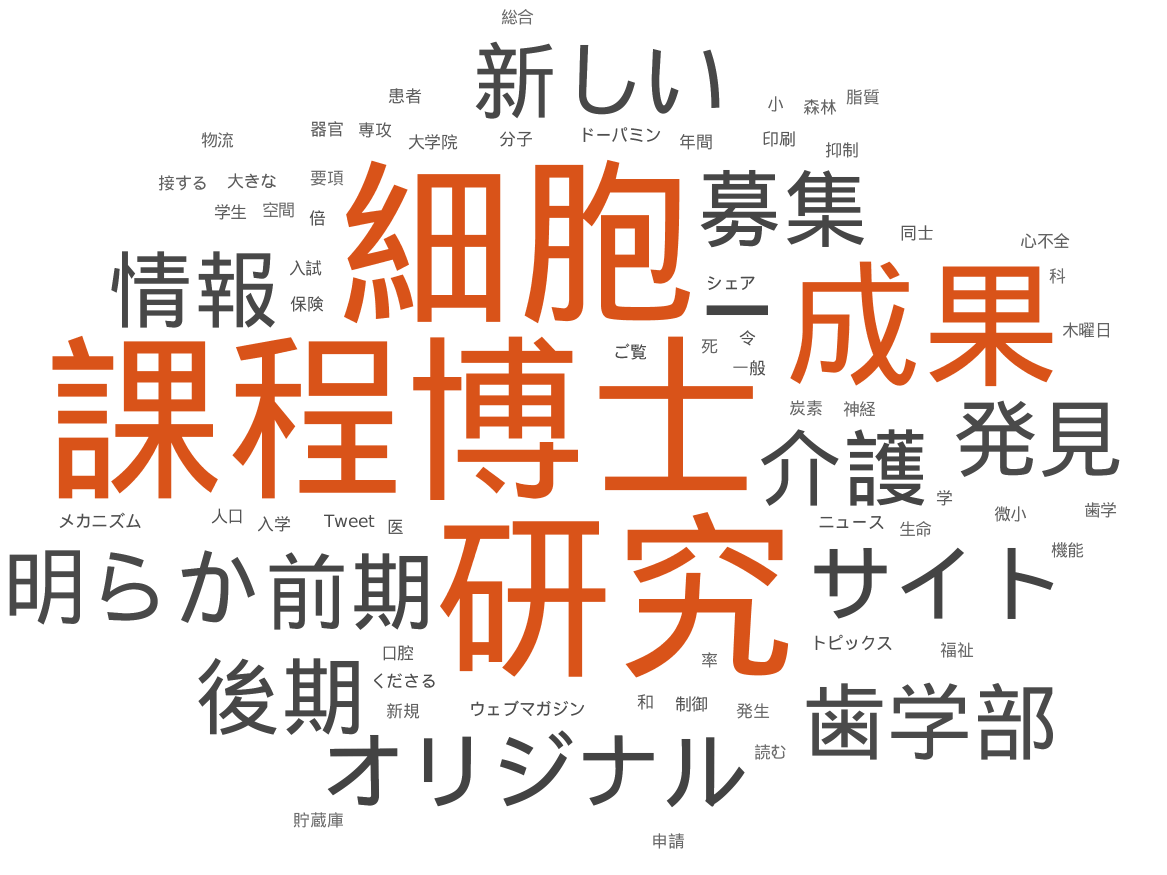 総合
新しい
患者
小
森林
脂質
物流
器官
専攻
大学院
分子
ドーパミン
年間
印刷
抑制
接する
大きな
要項
細胞
募集
学生
空間
倍
同士
心不全
情報
入試
シェア
成果
科
保険
ー
木曜日
課程
博士
ご覧
死
令
一般
炭素
神経
発見
介護
学
メカニズム
人口
入学
Tweet
医
研究
ニュース
生命
微小
歯学
明らか
前期
サイト
機能
口腔
率
トピックス
福祉
後期
くださる
新規
ウェブマガジン
和
制御
発生
歯学部
オリジナル
読む
貯蔵庫
申請